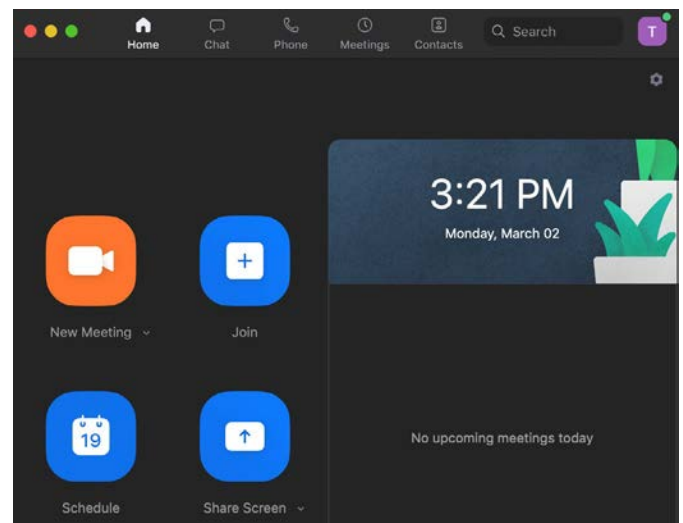 Home
Chat
Phone
Meetings
Contacts
Search
T
3:21 PM
Monday, March 02
New Meeting
Join
19
Schedule
Share Screen
No upcoming meetings today